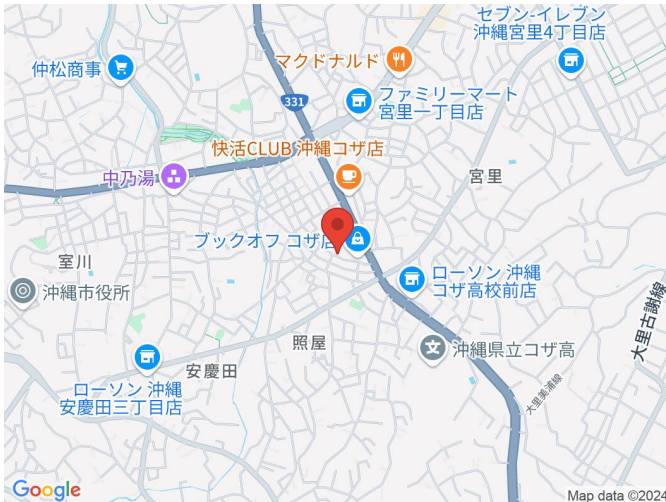 セブン-イレブン
沖縄宮里4丁目店
仲松商事
マクドナルド
331
ファミリーマート
宮里一丁目店
快活CLUB 沖縄コザ店
中乃湯
宮里
ブックオフ コザ店
室川
ローソン 沖縄
コザ高校前店
沖縄市役所
大里古謝線
照屋
文
沖縄県立コザ高
安慶田
ローソン 沖縄
安慶田三丁目店
大里美浦線
Google
Map data ©2024